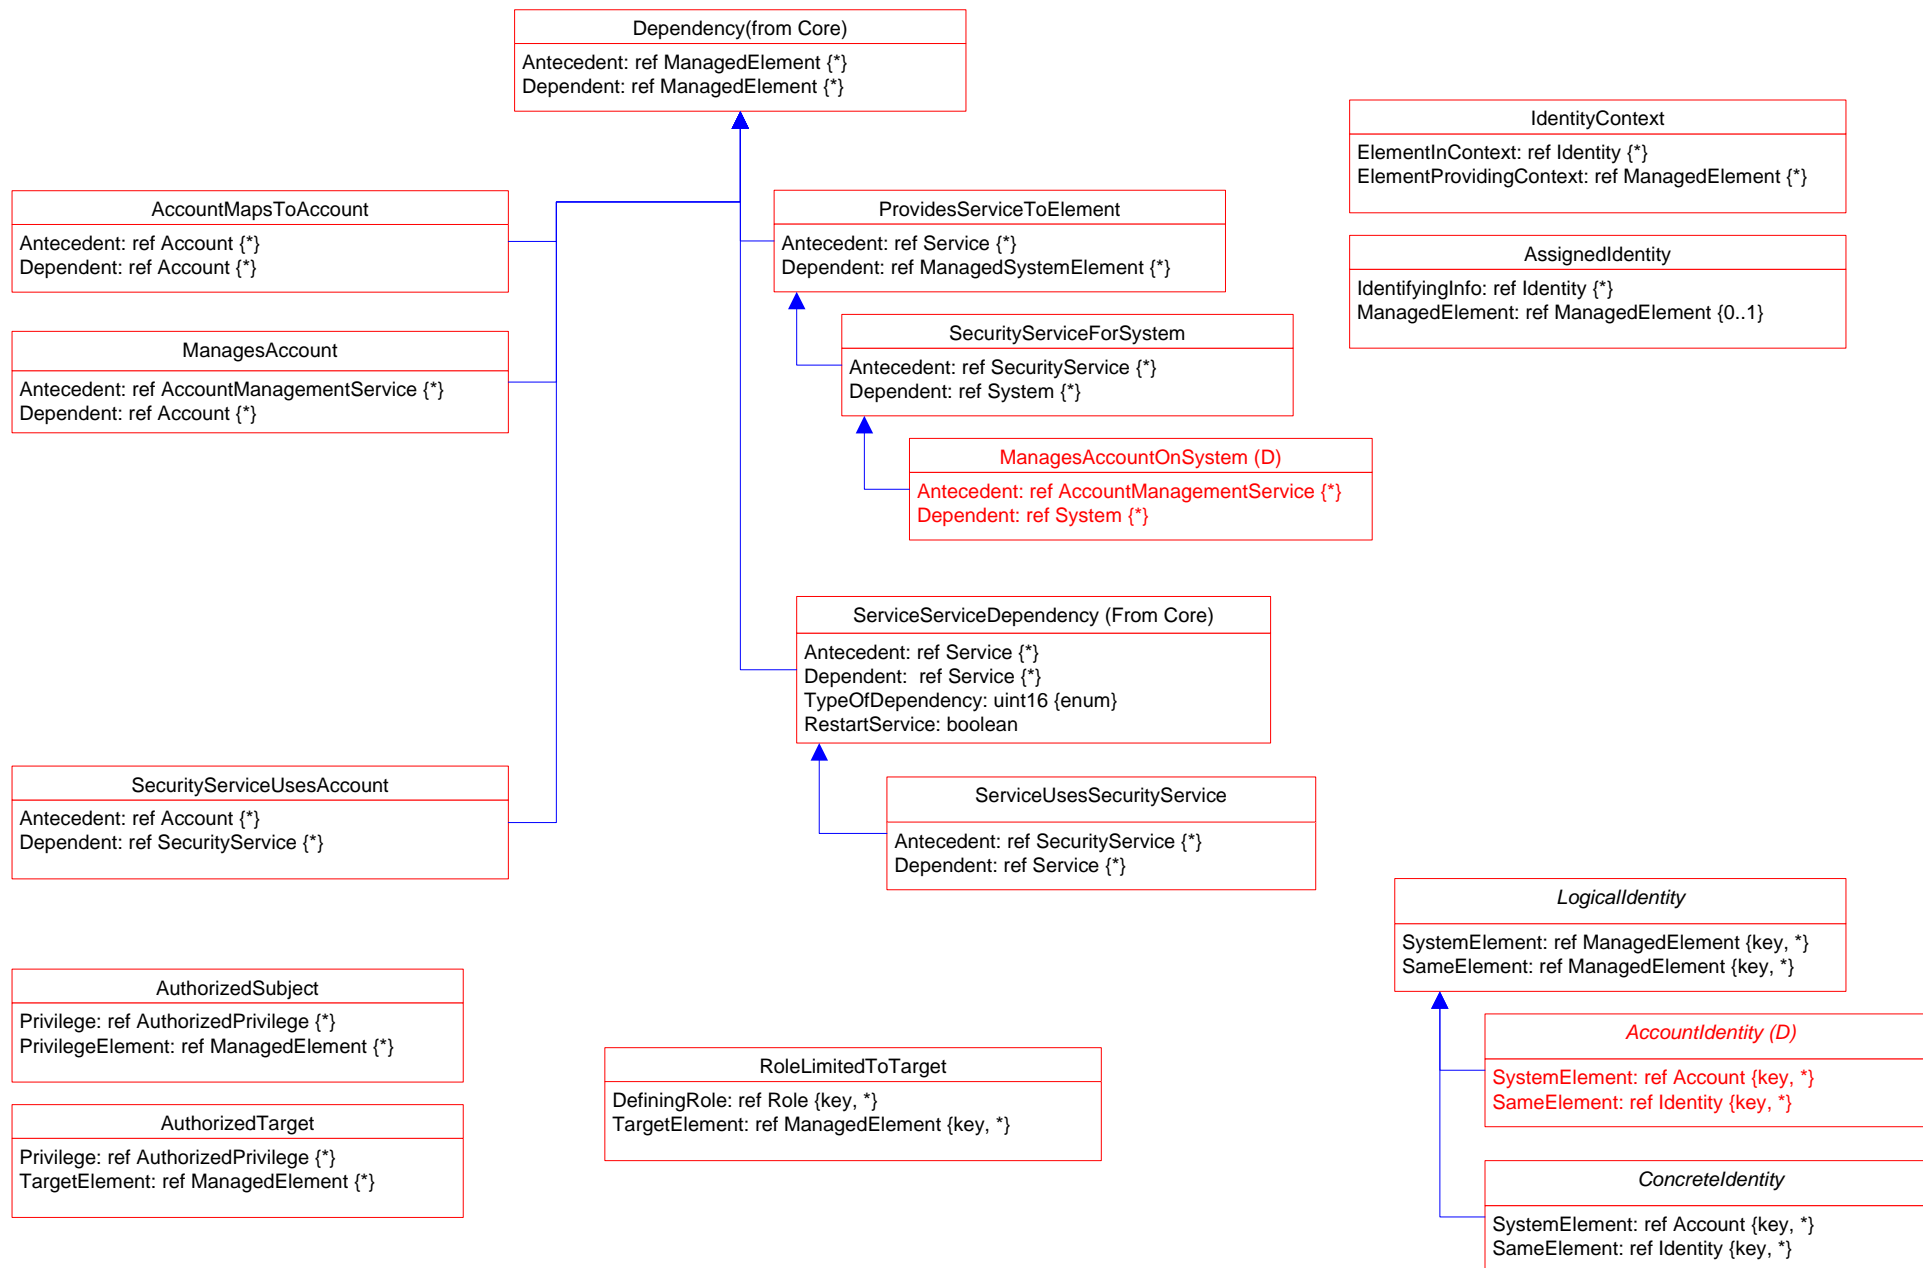 Dependency(from Core)
Antecedent: ref ManagedElement {*}
Dependent: ref ManagedElement {*}
IdentityContext
ElementInContext: ref Identity {*}
ElementProvidingContext: ref ManagedElement {*}
AccountMapsToAccount
Antecedent: ref Account {*}
Dependent: ref Account {*}
ProvidesServiceToElement
Antecedent: ref Service {*}
Dependent: ref ManagedSystemElement {*}
AssignedIdentity
IdentifyingInfo: ref Identity {*}
ManagedElement: ref ManagedElement {0..1}
ManagesAccount
Antecedent: ref AccountManagementService {*}
Dependent: ref Account {*}
SecurityServiceForSystem
Antecedent: ref SecurityService {*}
Dependent: ref System {*}
ManagesAccountOnSystem (D)
Antecedent: ref AccountManagementService {*}
Dependent: ref System {*}
ServiceServiceDependency (From Core)
Antecedent: ref Service {*}
Dependent:  ref Service {*}
TypeOfDependency: uint16 {enum}
RestartService: boolean
SecurityServiceUsesAccount
Antecedent: ref Account {*}
Dependent: ref SecurityService {*}
ServiceUsesSecurityService
Antecedent: ref SecurityService {*}
Dependent: ref Service {*}
LogicalIdentity
SystemElement: ref ManagedElement {key, *}
SameElement: ref ManagedElement {key, *}
AuthorizedSubject
Privilege: ref AuthorizedPrivilege {*}
PrivilegeElement: ref ManagedElement {*}
AccountIdentity (D)
SystemElement: ref Account {key, *}
SameElement: ref Identity {key, *}
RoleLimitedToTarget
DefiningRole: ref Role {key, *}
TargetElement: ref ManagedElement {key, *}
AuthorizedTarget
Privilege: ref AuthorizedPrivilege {*}
TargetElement: ref ManagedElement {*}
ConcreteIdentity
SystemElement: ref Account {key, *}
SameElement: ref Identity {key, *}